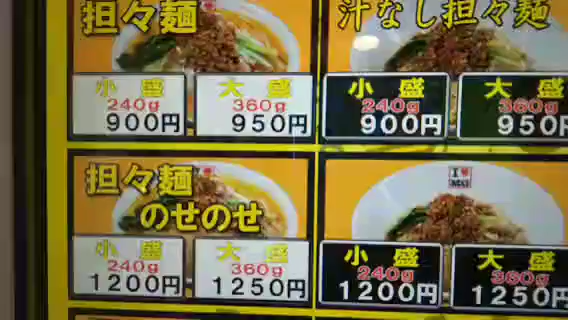 担々麺
小盛
240g
900円
大盛
360g
950円
汁なし担々麺
小盛
240g
900円
大盛
360g
950円
担々麺
のせのせ
小盛
240g
1200円
大盛
360g
1250円
小盛
240g
1200円
大盛
360g
1250円